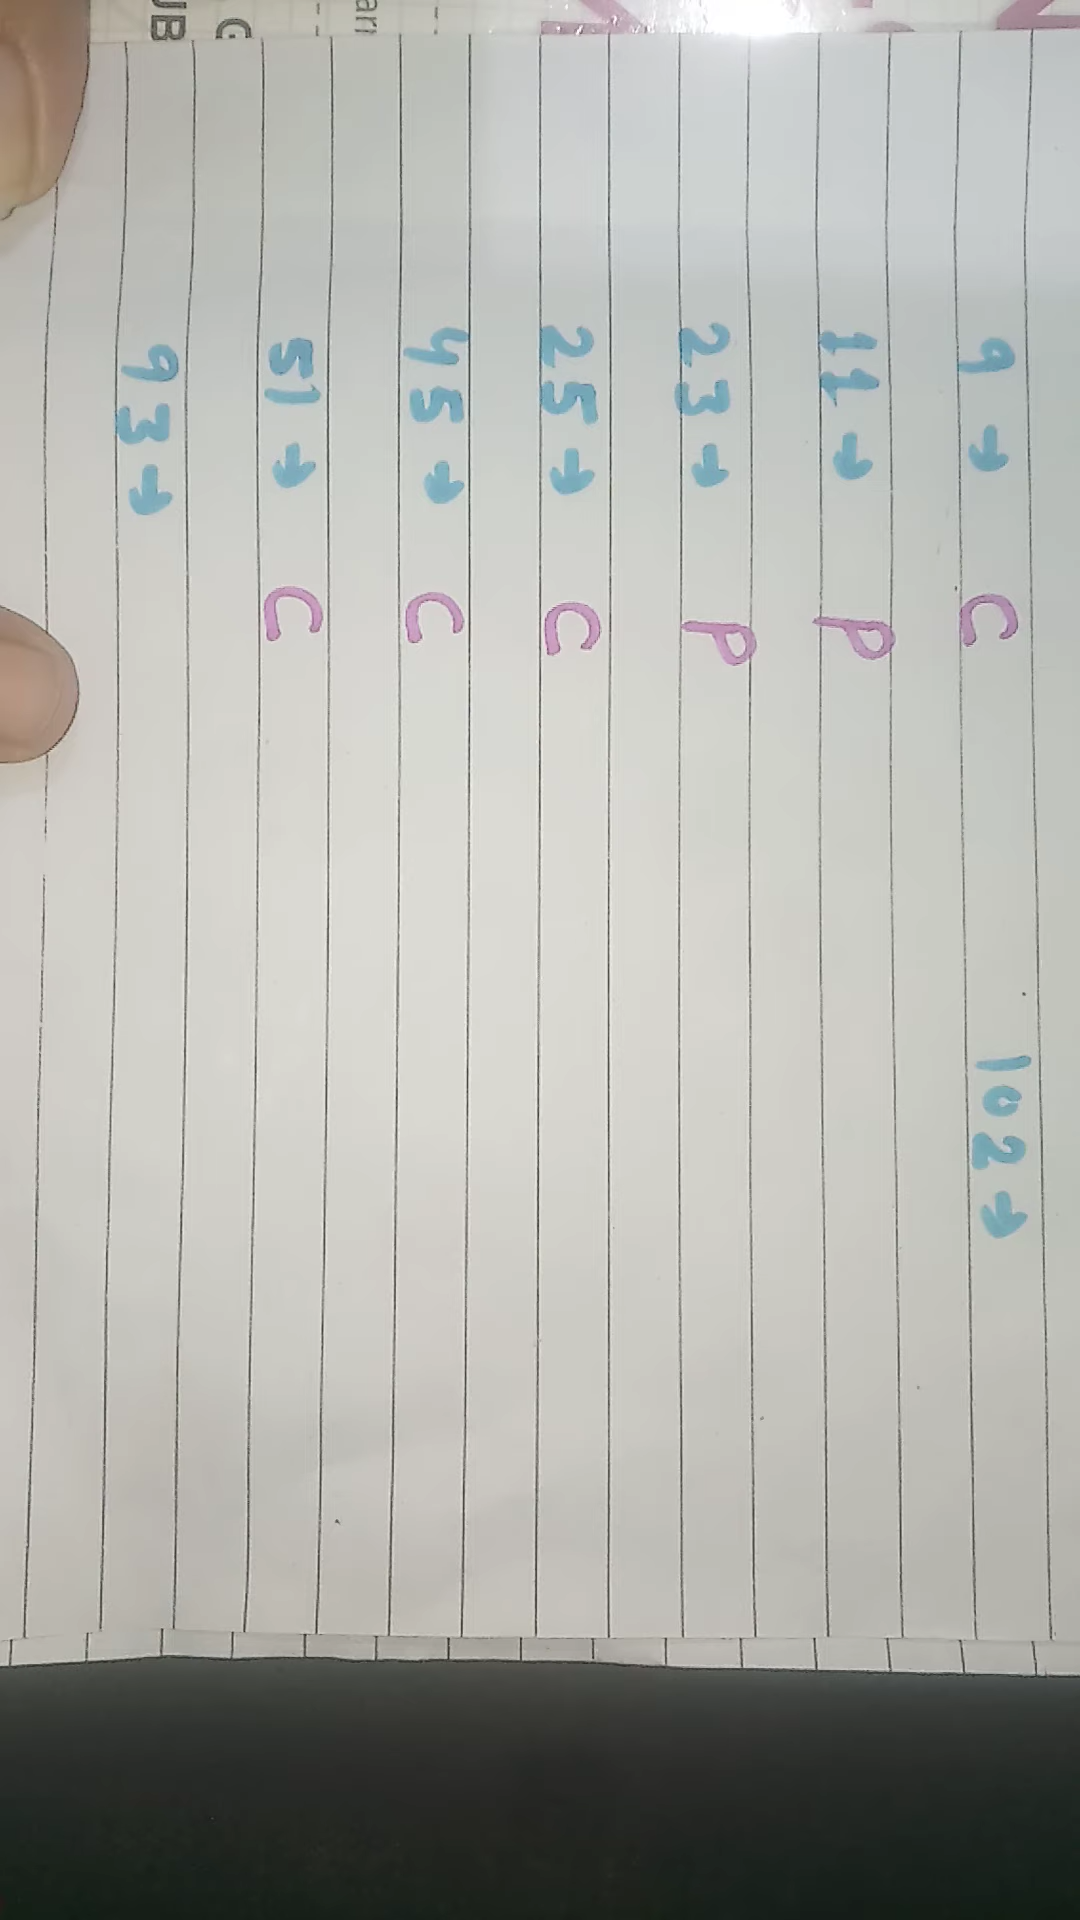 9 → C
11 → P
23 → P
25 → C
45 → C
51 → C
93 →
102 →